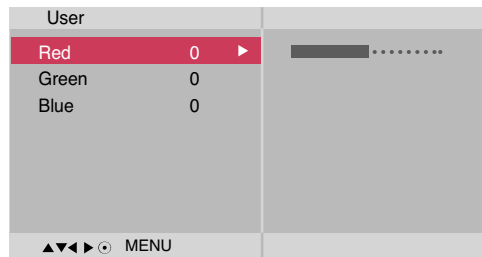 User
Red 0 ▶
Green 0
Blue 0
▲▼◀ ▶ ⊙ MENU